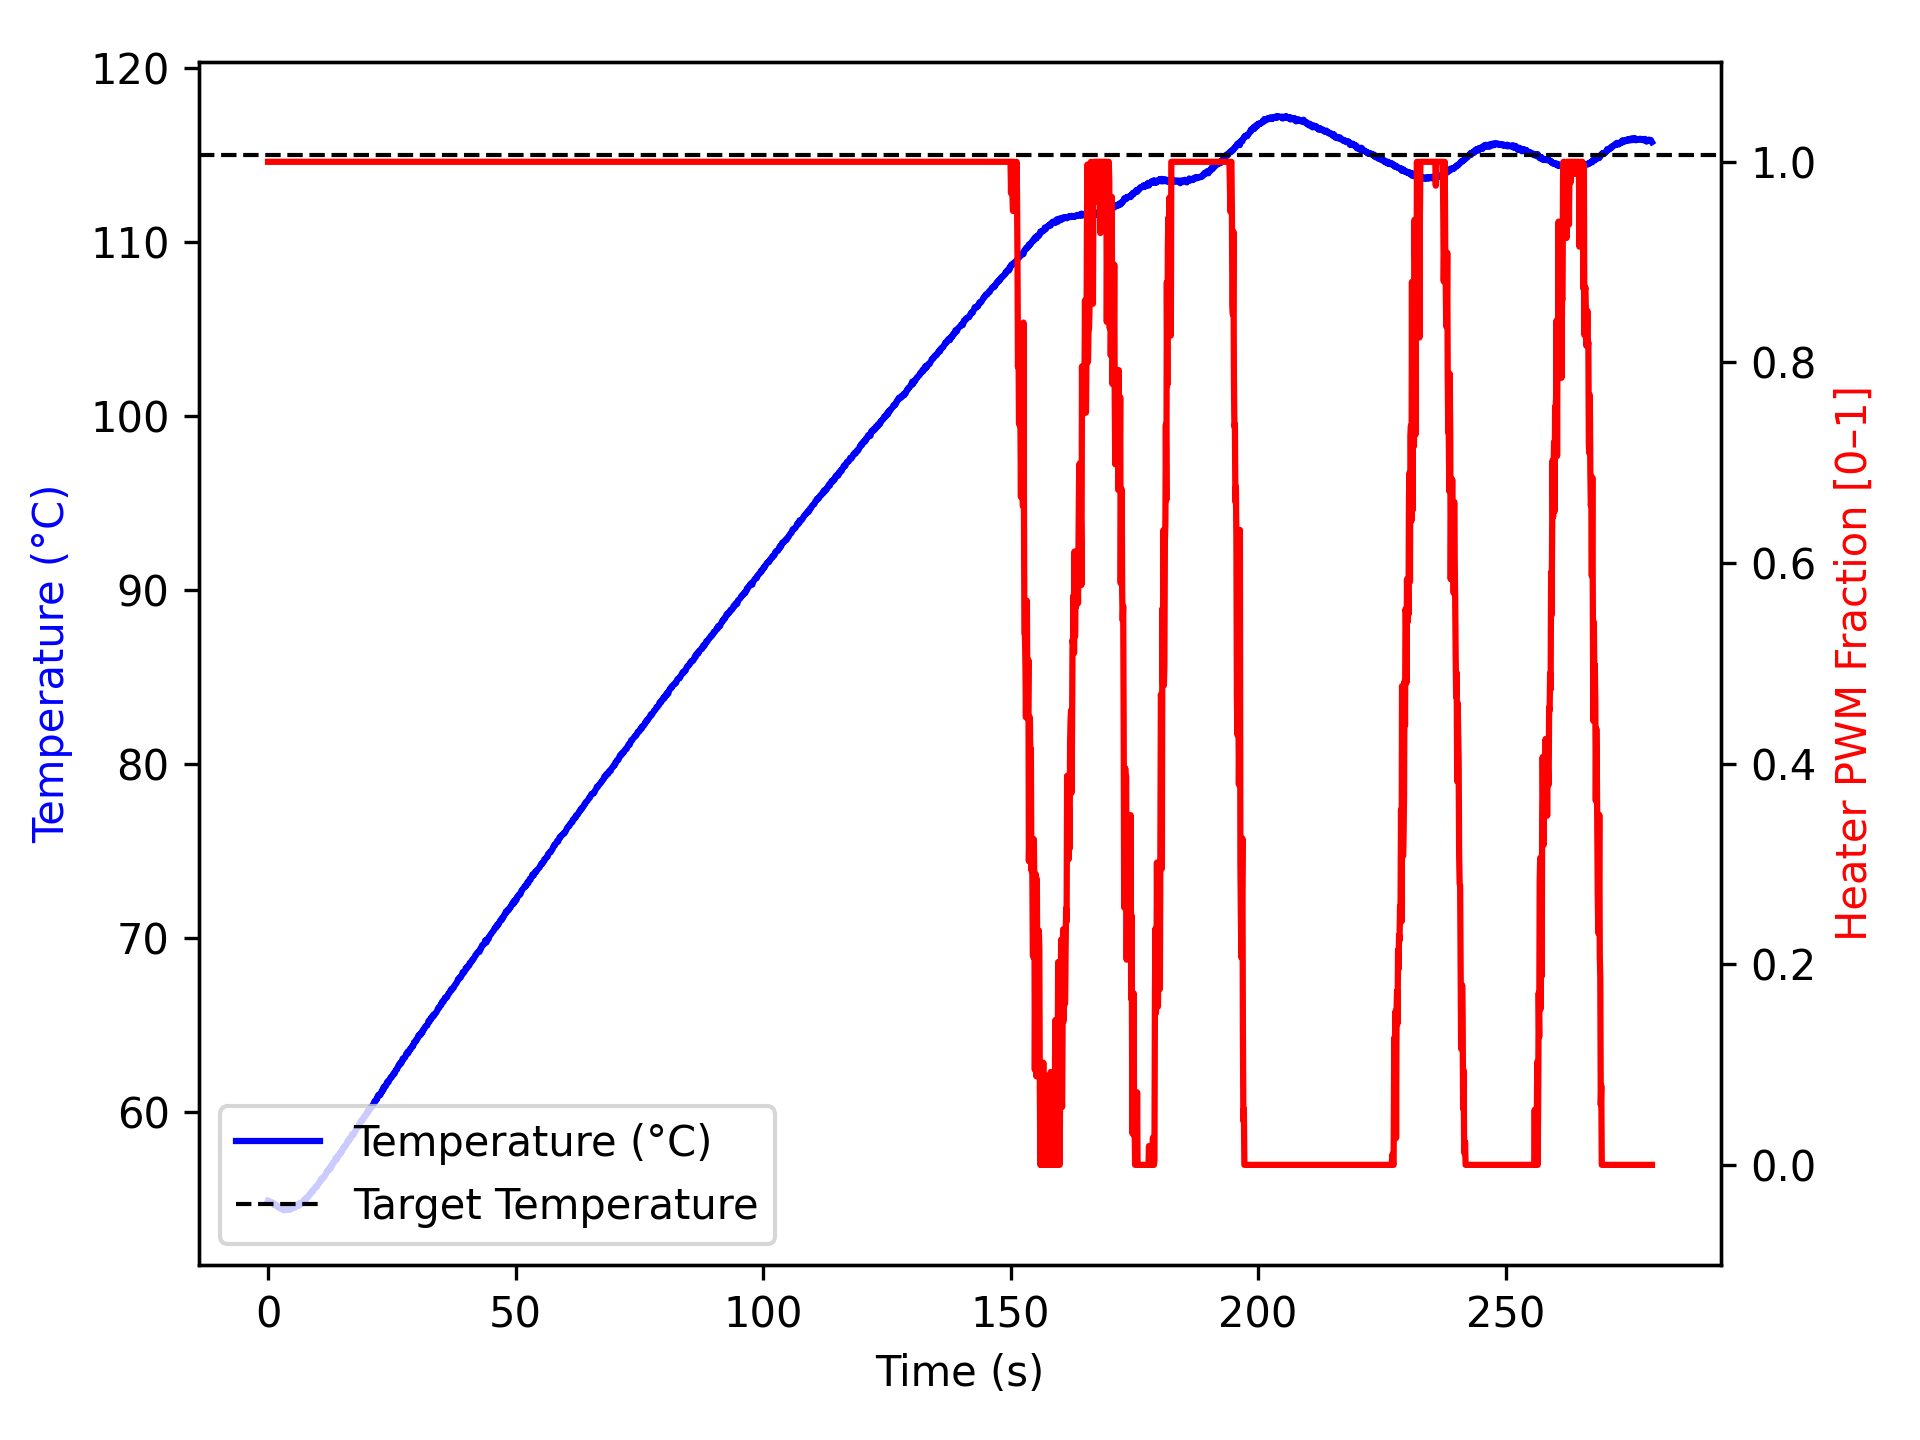 120
110
100
90
80
70
60
Temperature (°C)
1.0
0.8
0.6
0.4
0.2
0.0
Heater PWM Fraction [0–1]
Temperature (°C)
Target Temperature
0 50 100 150 200 250
Time (s)